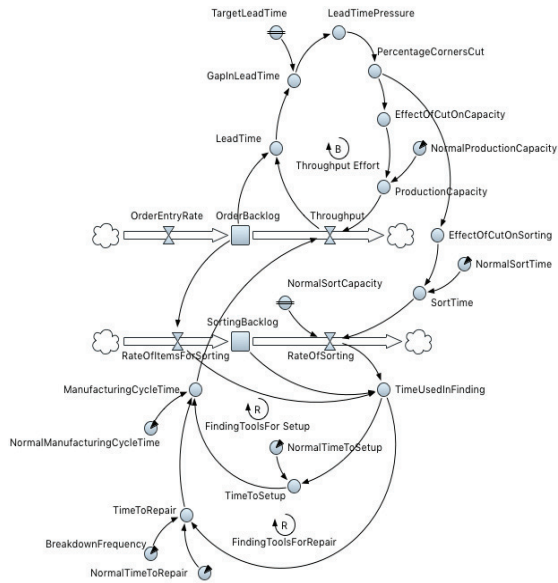 TargetLeadTime
LeadTimePressure
PercentageCornersCut
GapInLeadTime
EffectOfCutOnCapacity
LeadTime
B
NormalProductionCapacity
Throughput Effort
ProductionCapacity
OrderEntryRate
OrderBacklog
Throughput
EffectOfCutOnSorting
NormalSortTime
NormalSortCapacity
SortTime
SortingBacklog
RateOfItemsForSorting
RateOfSorting
ManufacturingCycleTime
TimeUsedInFinding
R
FindingToolsFor Setup
NormalManufacturingCycleTime
NormalTimeToSetup
TimeToSetup
TimeToRepair
R
FindingToolsForRepair
BreakdownFrequency
NormalTimeToRepair